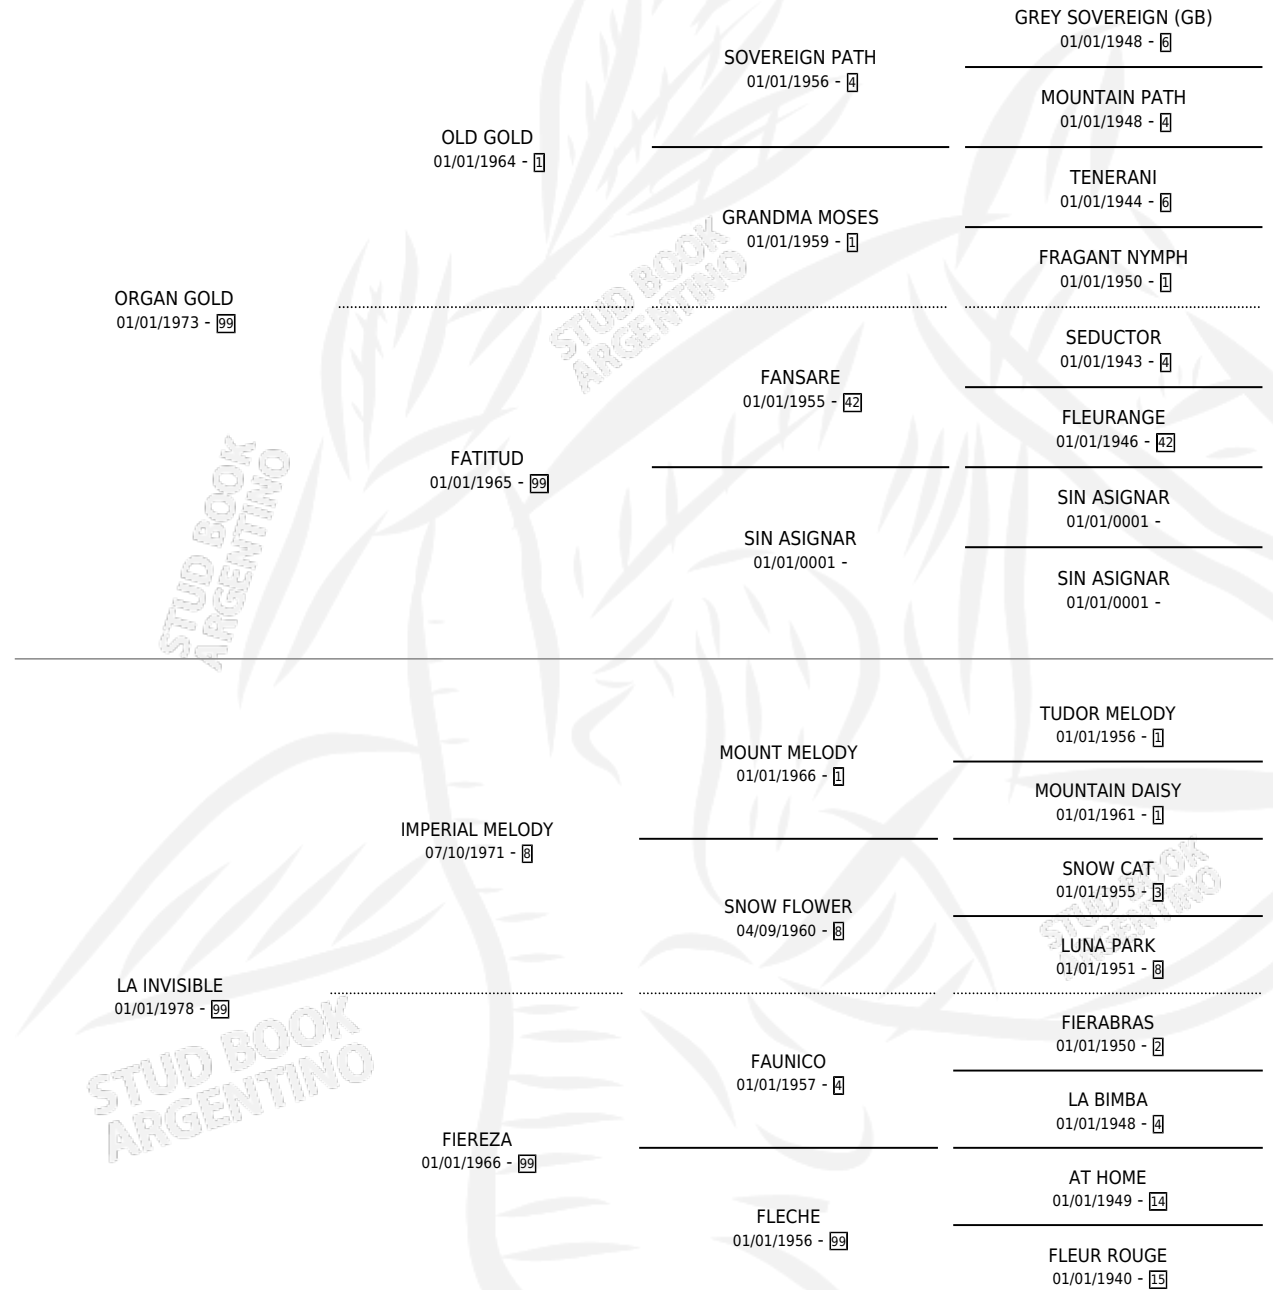 GREY SOVEREIGN (GB)
01/01/1948 - 6
SOVEREIGN PATH
01/01/1956 - 4
MOUNTAIN PATH
01/01/1948 - 4
OLD GOLD
01/01/1964 - 1
TENERANI
01/01/1944 - 6
GRANDMA MOSES
01/01/1959 - 1
FRAGANT NYMPH
01/01/1950 - 1
ORGAN GOLD
01/01/1973 - 99
SEDUCTOR
01/01/1943 - 4
FANSARE
01/01/1955 - 42
FLEURANGE
01/01/1946 - 42
FATITUD
01/01/1965 - 99
SIN ASIGNAR
01/01/0001 -
SIN ASIGNAR
01/01/0001 -
SIN ASIGNAR
01/01/0001 -
STUD BOOK
ARGENTINO
STUD BOOK
ARGENTINO
TUDOR MELODY
01/01/1956 - 1
MOUNT MELODY
01/01/1966 - 1
MOUNTAIN DAISY
01/01/1961 - 1
IMPERIAL MELODY
07/10/1971 - 8
SNOW CAT
01/01/1955 - 3
SNOW FLOWER
04/09/1960 - 8
LUNA PARK
01/01/1951 - 8
LA INVISIBLE
01/01/1978 - 99
FIERABRAS
01/01/1950 - 2
FAUNICO
01/01/1957 - 4
LA BIMBA
01/01/1948 - 4
FIEREZA
01/01/1966 - 99
AT HOME
01/01/1949 - 14
FLECHE
01/01/1956 - 99
FLEUR ROUGE
01/01/1940 - 15
STUD BOOK
ARGENTINO
STUD BOOK
ARGENTINO